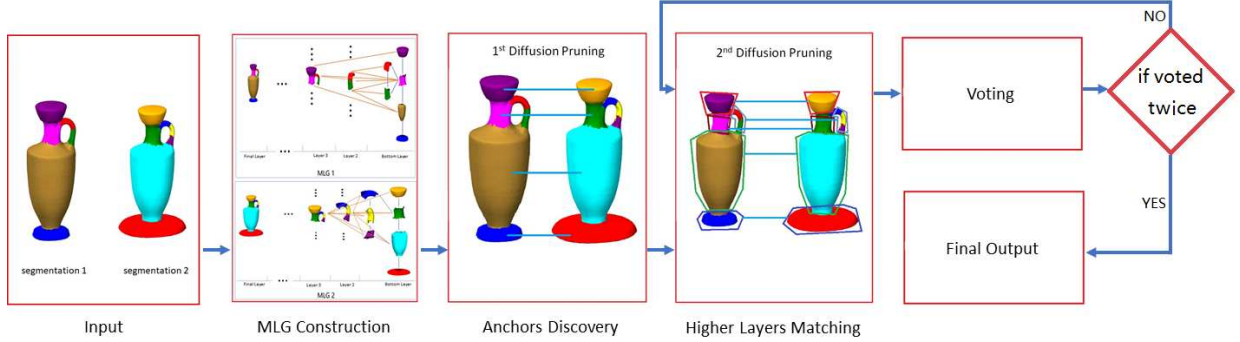 segmentation 1
segmentation 2
Input
Final Layer
Layer 3
Layer 2
Bottom Layer
MLG 1
Final Layer
Layer 3
Layer 2
Bottom Layer
MLG 2
MLG Construction
1st Diffusion Pruning
Anchors Discovery
2nd Diffusion Pruning
Higher Layers Matching
Voting
if voted
twice
NO
YES
Final Output